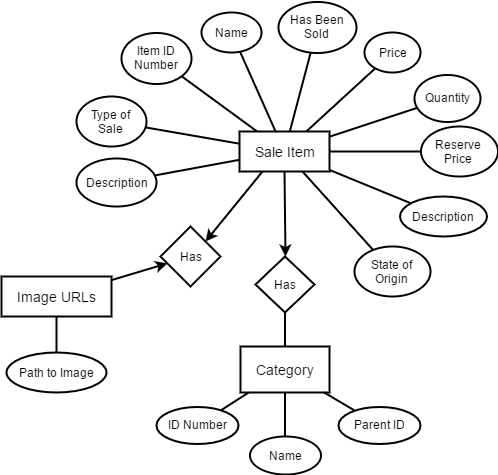 Has Been
Sold
Name
Item ID
Number
Price
Quantity
Type of
Sale
Sale Item
Reserve
Price
Description
Description
Has
State of
Origin
Has
Image URLs
Path to Image
Category
ID Number
Parent ID
Name